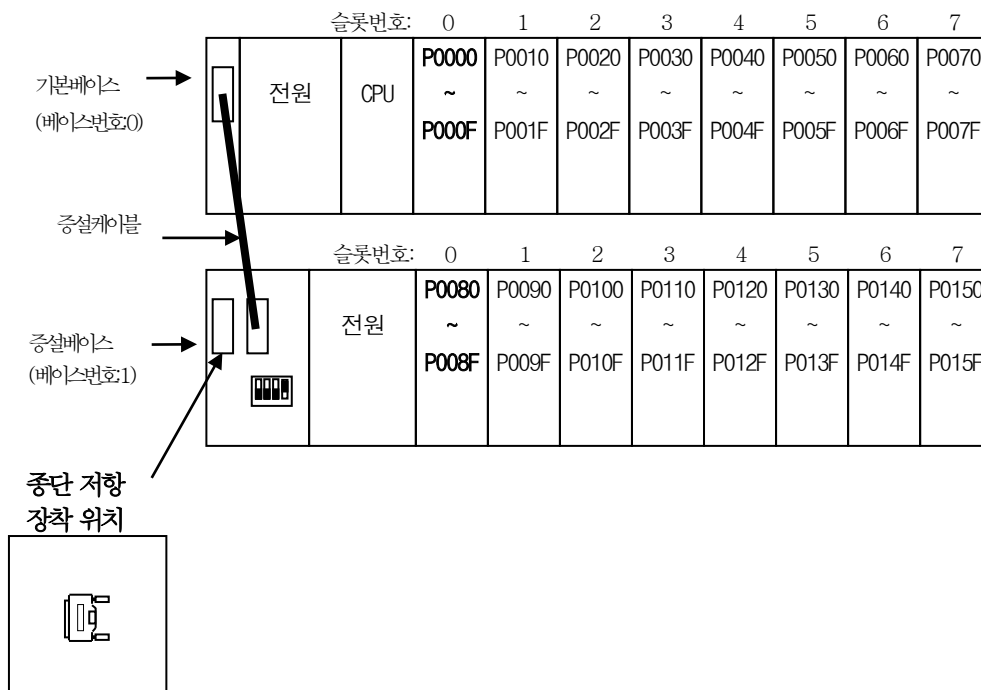 슬롯번호: 0 1 2 3 4 5 6 7
기본베이스
(베이스번호:0)
전원
CPU
P0000 P0010 P0020 P0030 P0040 P0050 P0060 P0070
~ ~ ~ ~ ~ ~ ~ ~
P000F P001F P002F P003F P004F P005F P006F P007F
증설케이블
슬롯번호: 0 1 2 3 4 5 6 7
증설베이스
(베이스번호:1)
전원
P0080 P0090 P0100 P0110 P0120 P0130 P0140 P0150
~ ~ ~ ~ ~ ~ ~ ~
P008F P009F P010F P011F P012F P013F P014F P015F
종단 저항
장착 위치